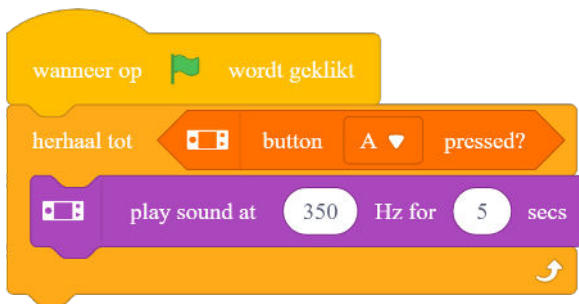 wanneer op wordt geklikt
herhaal tot button A pressed?
play sound at 350 Hz for 5 secs